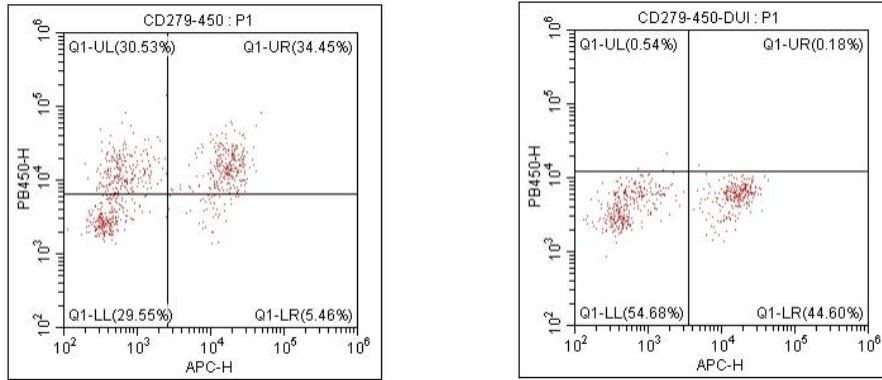 CD279-450 : P1
Q1-UL(30.53%) Q1-UR(34.45%)
10^6
10^5
10^4
10^3
10^2
PB450-H
Q1-LL(29.55%) Q1-LR(5.46%)
10^2 10^3 10^4 10^5 10^6
APC-H
CD279-450-DUI : P1
Q1-UL(0.54%) Q1-UR(0.18%)
10^6
10^5
10^4
10^3
10^2
PB450-H
Q1-LL(54.68%) Q1-LR(44.60%)
10^2 10^3 10^4 10^5 10^6
APC-H